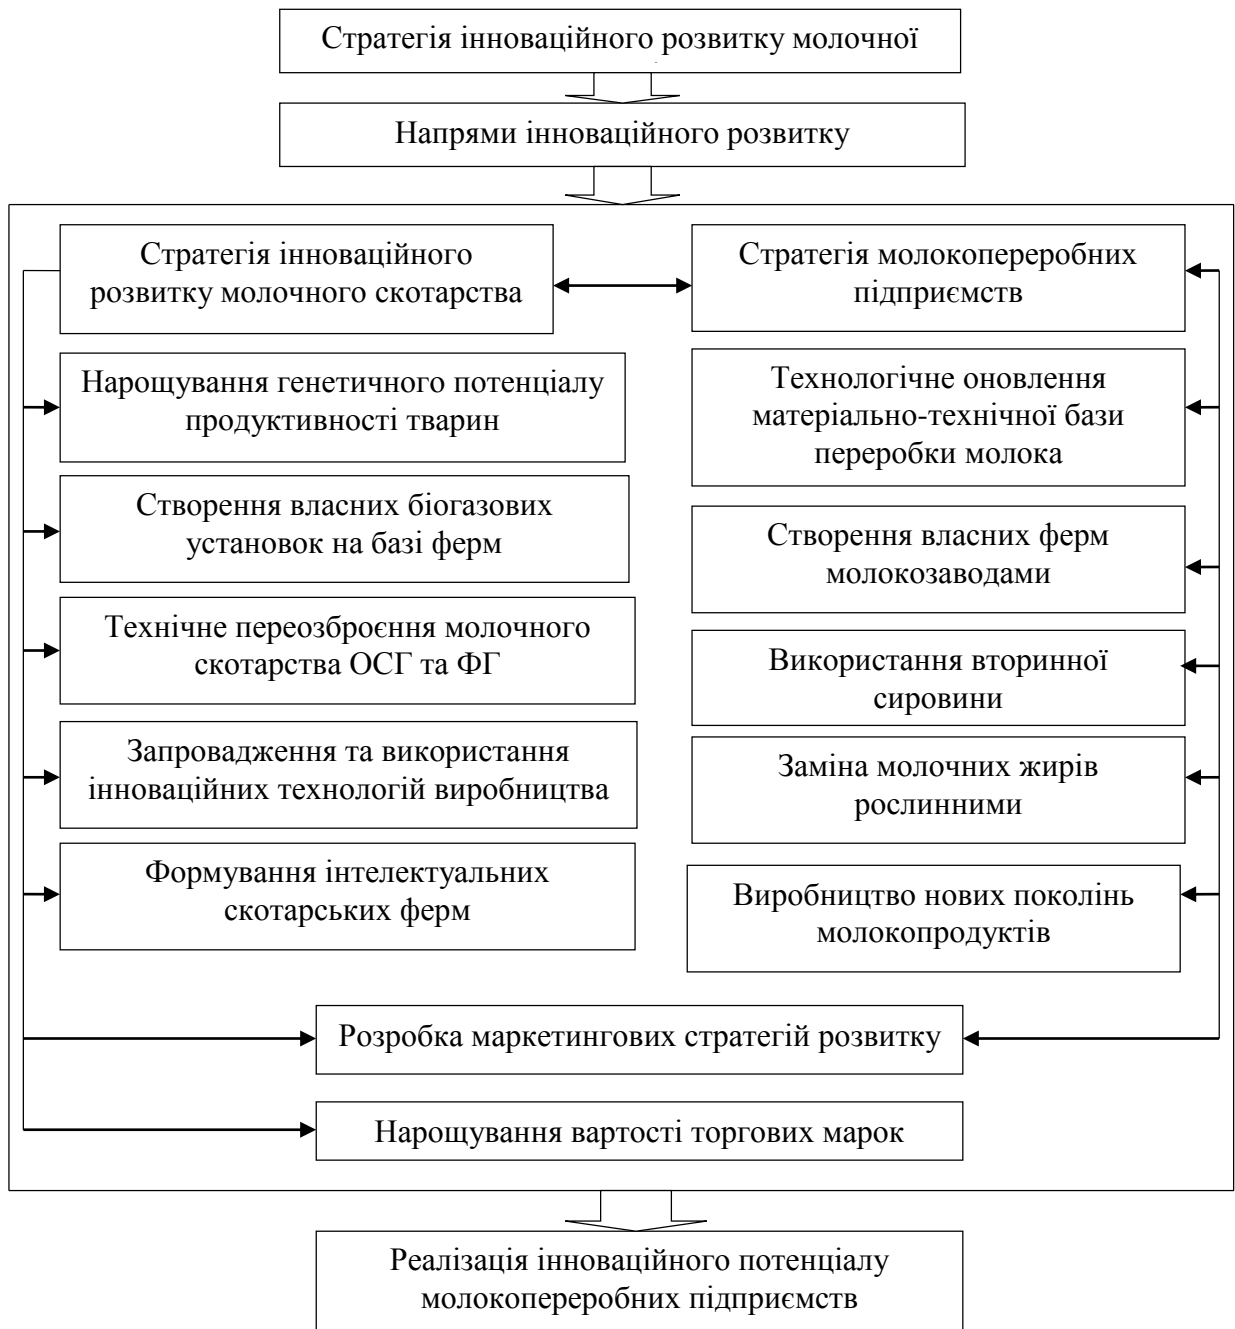 Стратегія інноваційного розвитку молочної
Напрями інноваційного розвитку
Стратегія інноваційного
розвитку молочного скотарства
Стратегія молокопереробних
підприємств
Нарощування генетичного потенціалу
продуктивності тварин
Технологічне оновлення
матеріально-технічної бази
переробки молока
Створення власних біогазових
установок на базі ферм
Створення власних ферм
молокозаводами
Технічне переозброєння молочного
скотарства ОСГ та ФГ
Використання вторинної
сировини
Запровадження та використання
інноваційних технологій виробництва
Заміна молочних жирів
рослинними
Формування інтелектуальних
скотарських ферм
Виробництво нових поколінь
молокопродуктів
Розробка маркетингових стратегій розвитку
Нарощування вартості торгових марок
Реалізація інноваційного потенціалу
молокопереробних підприємств